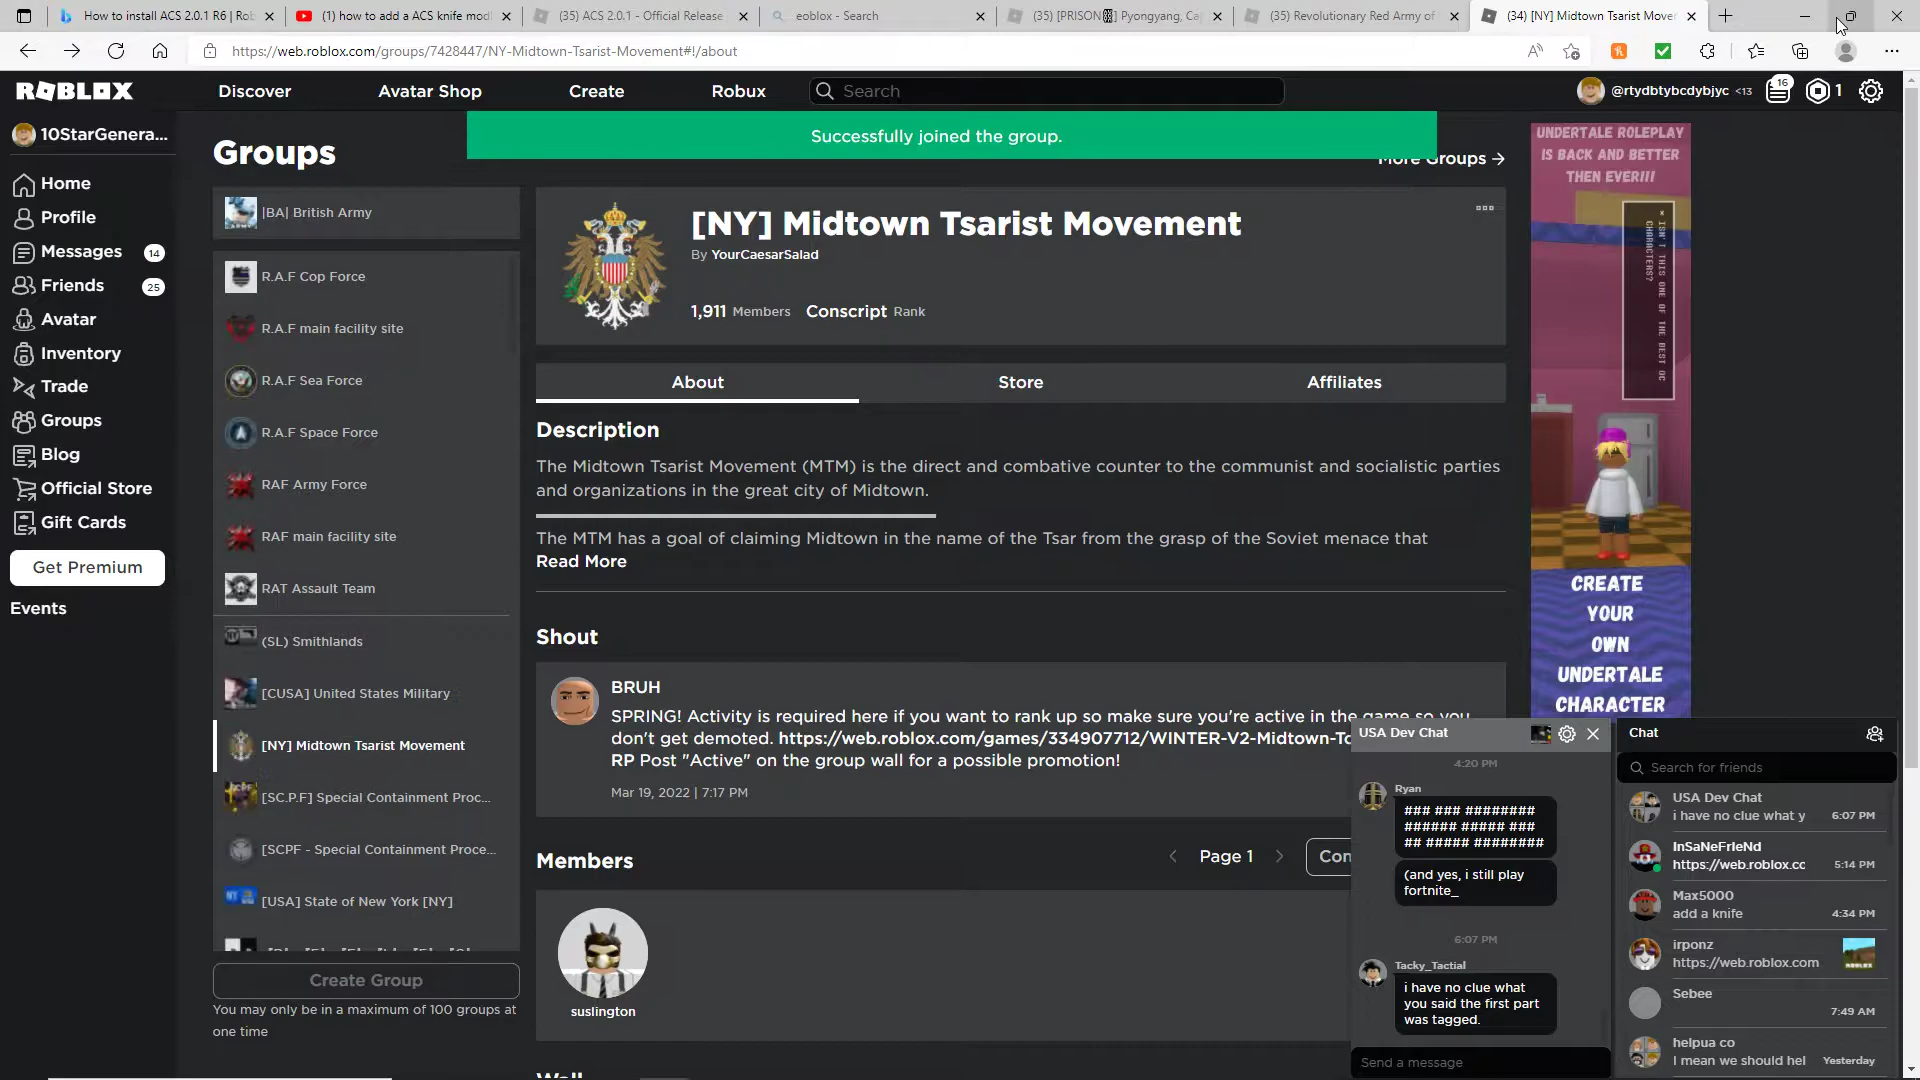 How to install ACS 2.0.1 R6 | Rob
(1) how to add a ACS knife mod
(35) ACS 2.0.1 - Official Release
eoblox - Search
(35) [PRISON] Pyongyang, Ca
(35) Revolutionary Red Army of
(34) [NY] Midtown Tsarist Move
https://web.roblox.com/groups/7428447/NY-Midtown-Tsarist-Movement#!/about
ROBLOX
Discover
Avatar Shop
Create
Robux
Search
@rtydbtybcdybjyc <13
16
1
10StarGenera...
Home
Profile
Messages 14
Friends 25
Avatar
Inventory
Trade
Groups
Blog
Official Store
Gift Cards
Get Premium
Events
Groups
Successfully joined the group.
More Groups →
|BA| British Army
R.A.F Cop Force
R.A.F main facility site
R.A.F Sea Force
R.A.F Space Force
RAF Army Force
RAF main facility site
RAT Assault Team
(SL) Smithlands
[CUSA] United States Military
[NY] Midtown Tsarist Movement
[SC.P.F] Special Containment Proc...
[SCPF - Special Containment Proce...
[USA] State of New York [NY]
Create Group
You may only be in a maximum of 100 groups at
one time
[NY] Midtown Tsarist Movement
By YourCaesarSalad
1,911 Members Conscript Rank
About
Store
Affiliates
Description
The Midtown Tsarist Movement (MTM) is the direct and combative counter to the communist and socialistic parties
and organizations in the great city of Midtown.
The MTM has a goal of claiming Midtown in the name of the Tsar from the grasp of the Soviet menace that
Read More
Shout
BRUH
SPRING! Activity is required here if you want to rank up so make sure you're active in the game so you
don't get demoted. https://web.roblox.com/games/334907712/WINTER-V2-Midtown-To
RP Post "Active" on the group wall for a possible promotion!
Mar 19, 2022 | 7:17 PM
Members
Page 1
Con
suslington
Wall
UNDERTALE ROLEPLAY
IS BACK AND BETTER
THEN EVER!!!
* ISN'T THIS ONE OF THE BEST OC
CHARACTERS?
CREATE
YOUR
OWN
UNDERTALE
CHARACTER
USA Dev Chat
4:20 PM
Ryan
### ### ########
###### ##### ###
## ##### ########
(and yes, i still play
fortnite_
6:07 PM
Tacky_Tactial
i have no clue what
you said the first part
was tagged.
Send a message
Chat
Search for friends
USA Dev Chat
i have no clue what y 6:07 PM
InSaNeFrIeNd
https://web.roblox.cc 5:14 PM
Max5000
add a knife 4:34 PM
irponz
https://web.roblox.com
Sebee
7:49 AM
helpua co
I mean we should hel Yesterday